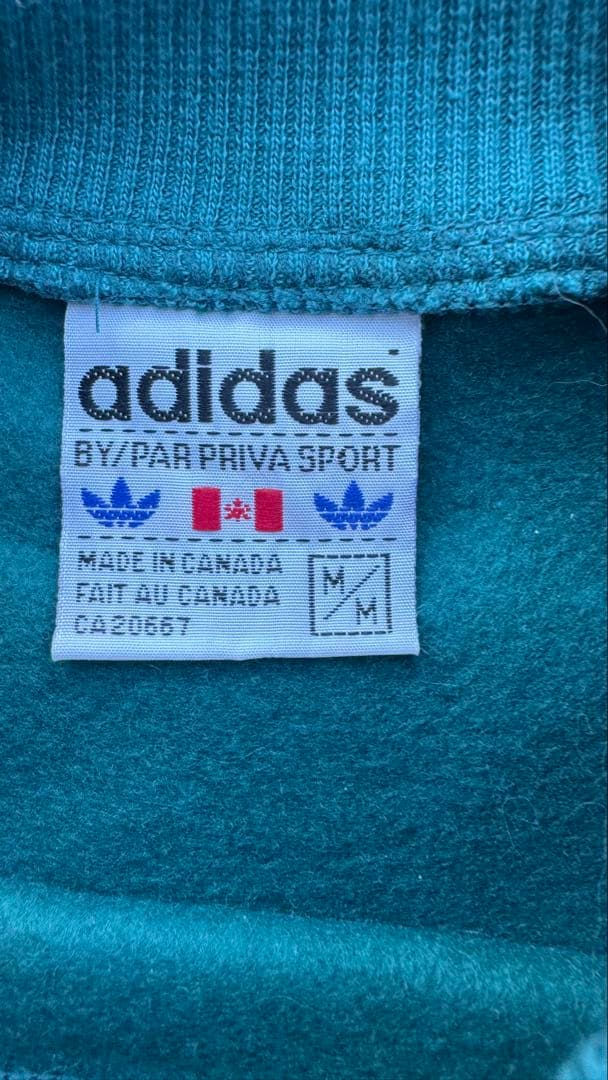 adidas
BY/PAR PRIVA SPORT
MADE IN CANADA
FAIT AU CANADA
CA20667
M/M